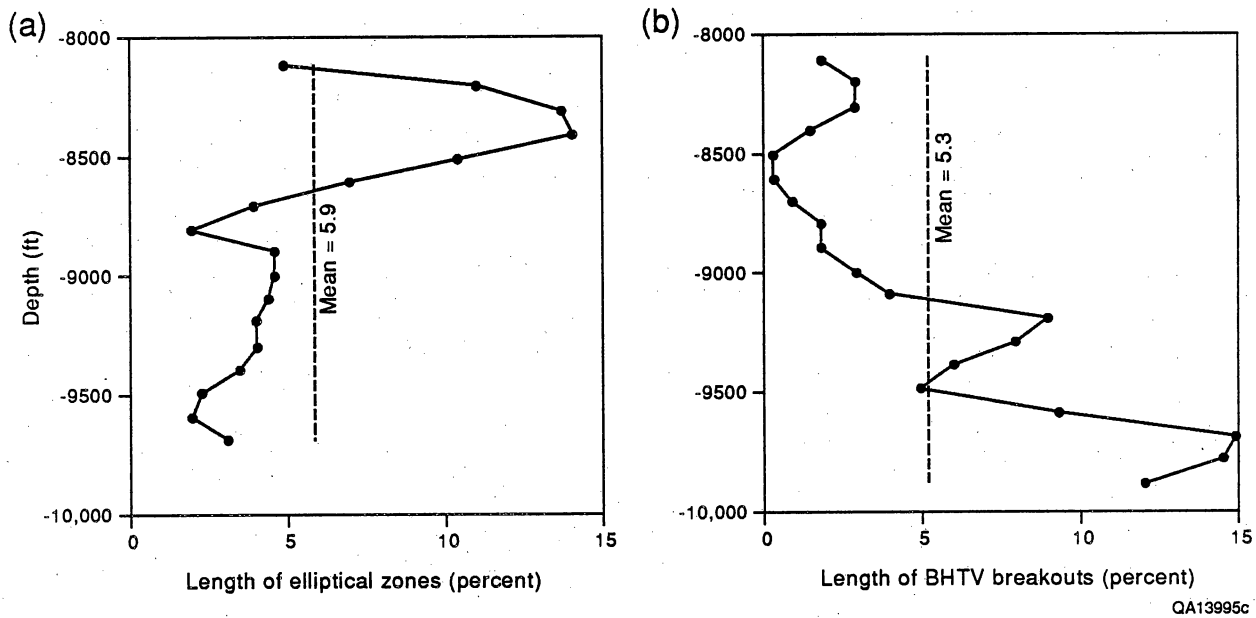 (a)
-8000
-8500
-9000
-9500
-10,000
Depth (ft)
Mean = 5.9
0 5 10 15
Length of elliptical zones (percent)
(b)
-8000
-8500
-9000
-9500
-10,000
Mean = 5.3
0 5 10 15
Length of BHTV breakouts (percent)
QA13995c